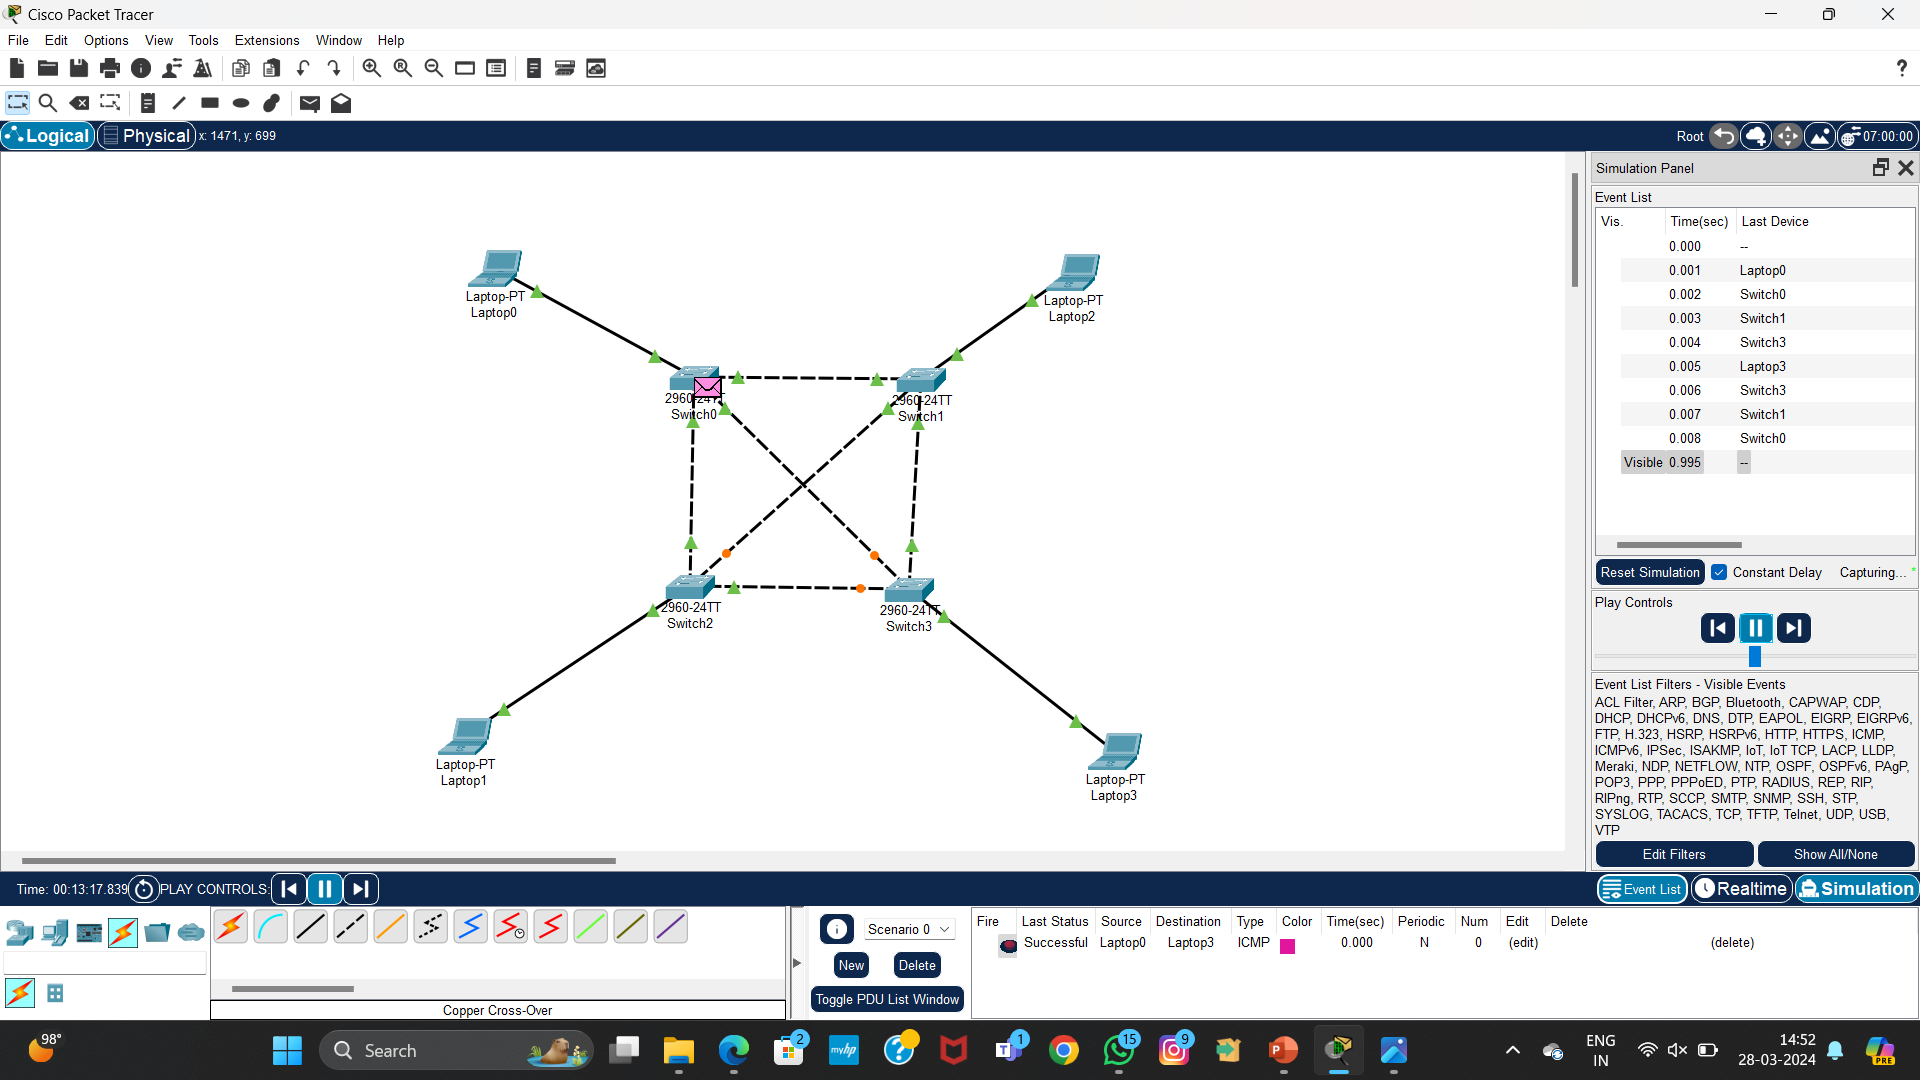 Cisco Packet Tracer
File Edit Options View Tools Extensions Window Help
?
Logical Physical x: 1471, y: 699
Root 07:00:00
Laptop-PT
Laptop0
Laptop-PT
Laptop2
2960-24TT
Switch0
2960-24TT
Switch1
2960-24TT
Switch2
2960-24TT
Switch3
Laptop-PT
Laptop1
Laptop-PT
Laptop3
Simulation Panel
Event List
Vis. Time(sec) Last Device
0.000 --
0.001 Laptop0
0.002 Switch0
0.003 Switch1
0.004 Switch3
0.005 Laptop3
0.006 Switch3
0.007 Switch1
0.008 Switch0
Visible 0.995 --
Reset Simulation Constant Delay Capturing...
Play Controls
Event List Filters - Visible Events
ACL Filter, ARP, BGP, Bluetooth, CAPWAP, CDP,
DHCP, DHCPv6, DNS, DTP, EAPOL, EIGRP, EIGRPv6,
FTP, H.323, HSRP, HSRPv6, HTTP, HTTPS, ICMP,
ICMPv6, IPSec, ISAKMP, IoT, IoT TCP, LACP, LLDP,
Meraki, NDP, NETFLOW, NTP, OSPF, OSPFv6, PAgP,
POP3, PPP, PPPoED, PTP, RADIUS, REP, RIP,
RIPng, RTP, SCCP, SMTP, SNMP, SSH, STP,
SYSLOG, TACACS, TCP, TFTP, Telnet, UDP, USB,
VTP
Edit Filters Show All/None
Time: 00:13:17.839 PLAY CONTROLS:
Event List Realtime Simulation
Copper Cross-Over
Scenario 0
New Delete
Toggle PDU List Window
Fire Last Status Source Destination Type Color Time(sec) Periodic Num Edit Delete
Successful Laptop0 Laptop3 ICMP 0.000 N 0 (edit) (delete)
98°
Search
2
myhp
1
15
9
ENG
IN
14:52
28-03-2024
PRE